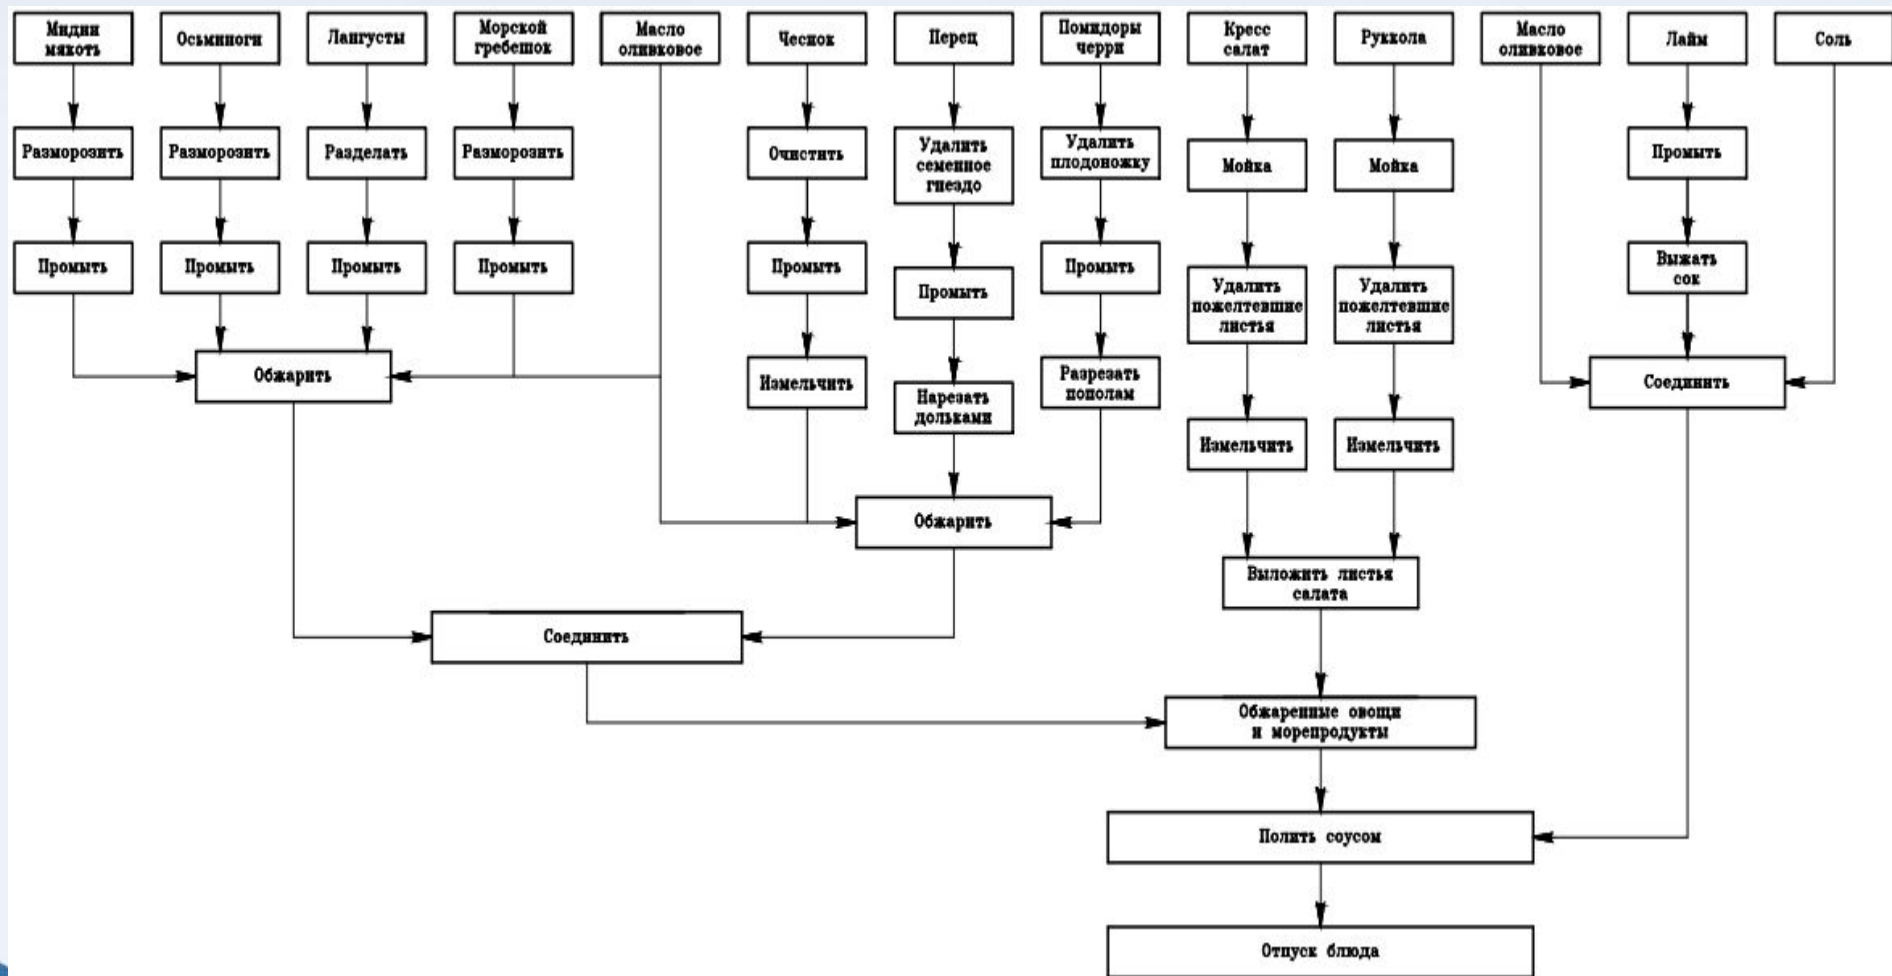 Мидии
мякоть
Осьминоги
Лангусты
Морской
гребешок
Масло
оливковое
Чеснок
Перец
Помидоры
черри
Кресс
салат
Руккола
Масло
оливковое
Лайм
Соль
Разморозить
Разморозить
Разделать
Разморозить
Очистить
Удалить
семенное
гнездо
Удалить
плодоножку
Мойка
Мойка
Промыть
Промыть
Промыть
Промыть
Промыть
Промыть
Промыть
Промыть
Удалить
пожелтевшие
листья
Удалить
пожелтевшие
листья
Выжать
сок
Обжарить
Измельчить
Нарезать
дольками
Разрезать
пополам
Измельчить
Измельчить
Соединить
Обжарить
Выложить листья
салата
Соединить
Обжаренные овощи
и морепродукты
Полить соусом
Отпуск блюда